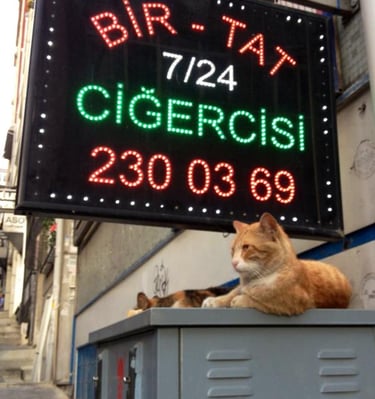 BİR - TAT
7/24
CİĞERCİSİ
230 03 69